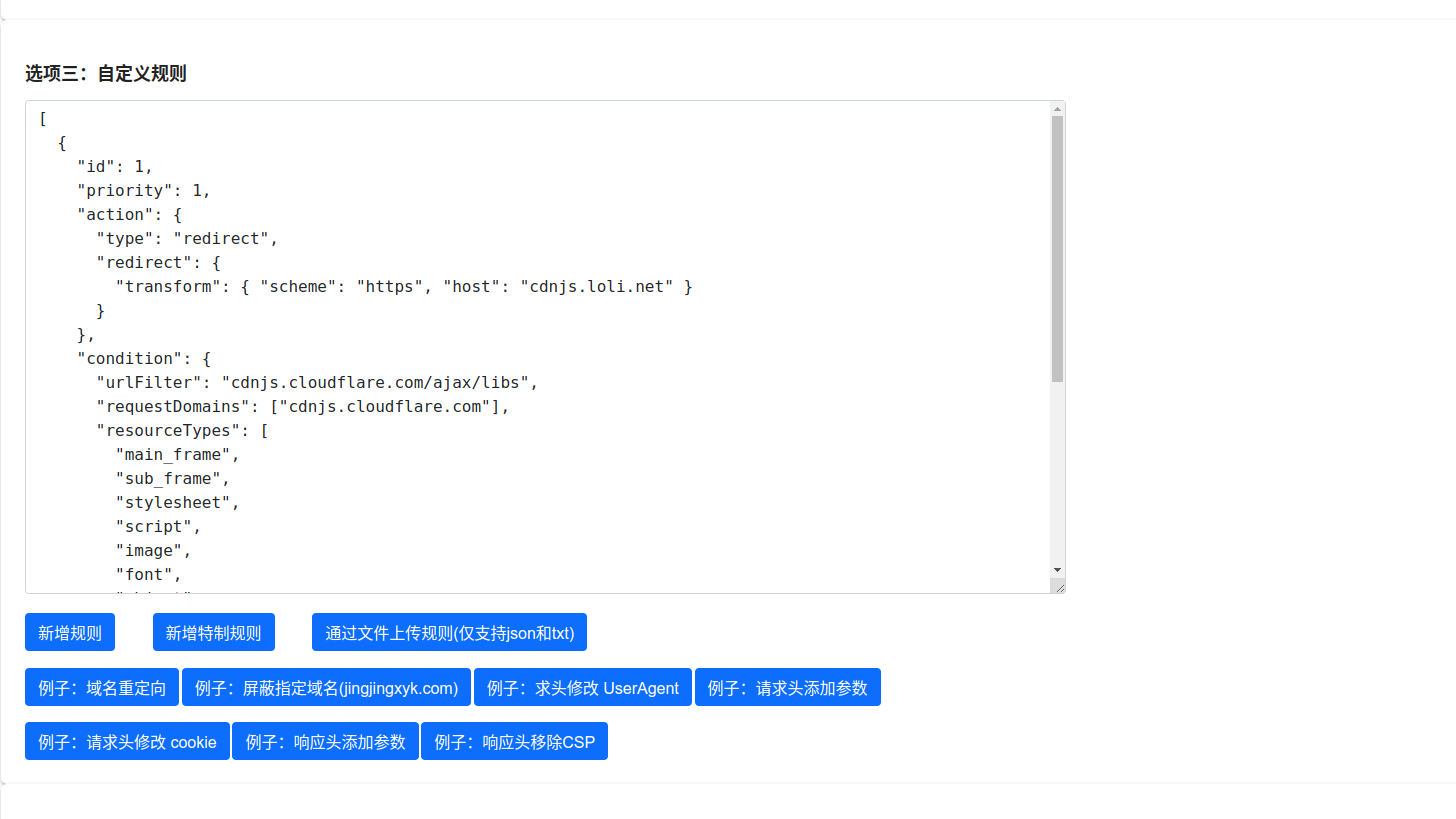 选项三：自定义规则
[
  {
    "id": 1,
    "priority": 1,
    "action": {
      "type": "redirect",
      "redirect": {
        "transform": { "scheme": "https", "host": "cdnjs.loli.net" }
      }
    },
    "condition": {
      "urlFilter": "cdnjs.cloudflare.com/ajax/libs",
      "requestDomains": ["cdnjs.cloudflare.com"],
      "resourceTypes": [
        "main_frame",
        "sub_frame",
        "stylesheet",
        "script",
        "image",
        "font",
新增规则 新增特制规则 通过文件上传规则(仅支持json和txt)
例子：域名重定向 例子：屏蔽指定域名(jingjingxyk.com) 例子：求头修改 UserAgent 例子：请求头添加参数
例子：请求头修改 cookie 例子：响应头添加参数 例子：响应头移除CSP